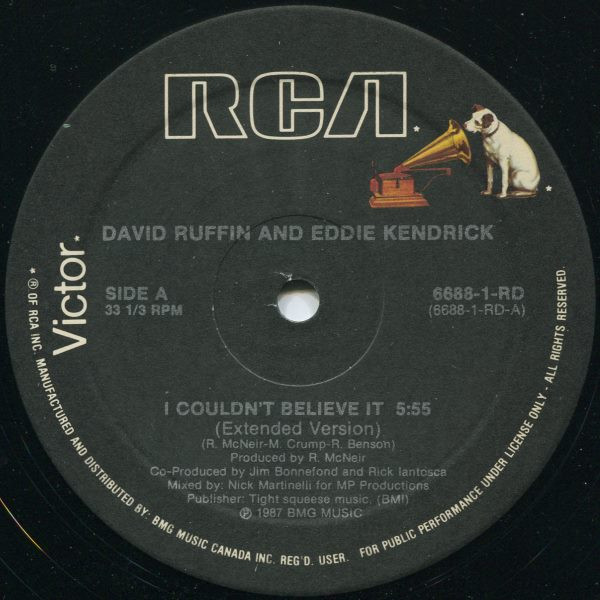 RCA
Victor.
DAVID RUFFIN AND EDDIE KENDRICK
SIDE A
33 1/3 RPM
6688-1-RD
(6688-1-RD-A)
I COULDN'T BELIEVE IT 5:55
(Extended Version)
(R. McNeir-M. Crump-R. Benson)
Produced by R. McNeir
Co-Produced by Jim Bonnefond and Rick Iantosca
Mixed by: Nick Martinelli for MP Productions
Publisher: Tight squeese music. (BMI)
℗ 1987 BMG MUSIC
* ® OF RCA INC. MANUFACTURED AND DISTRIBUTED BY: BMG MUSIC CANADA INC. REG'D. USER. FOR PUBLIC PERFORMANCE UNDER LICENSE ONLY - ALL RIGHTS RESERVED.